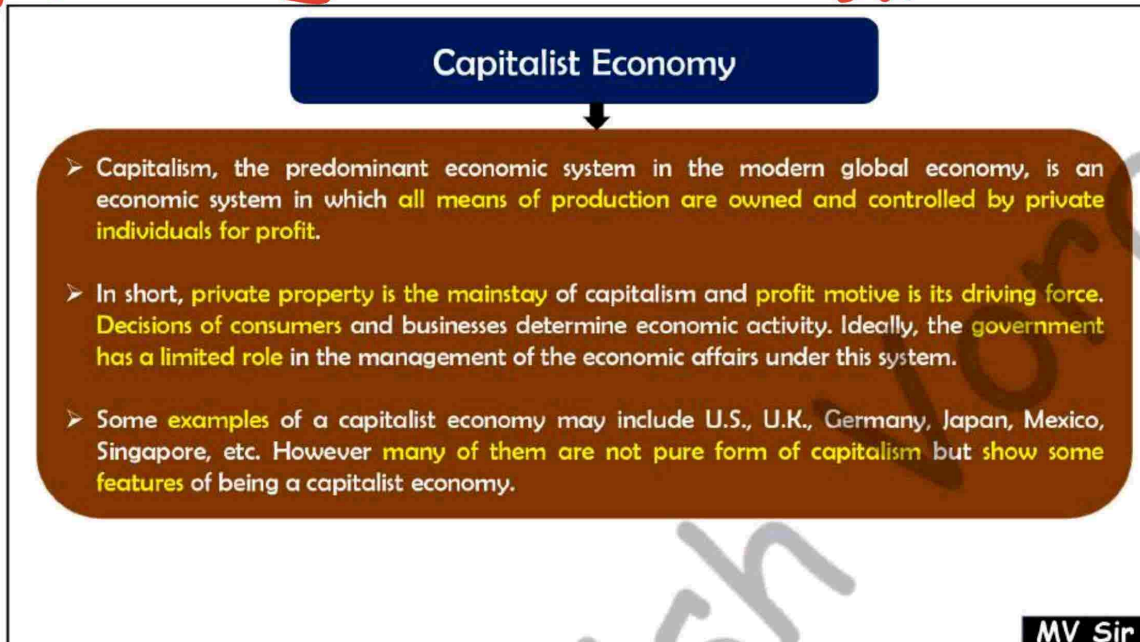 Capitalist Economy
➢ Capitalism, the predominant economic system in the modern global economy, is an
economic system in which all means of production are owned and controlled by private
individuals for profit.
➢ In short, private property is the mainstay of capitalism and profit motive is its driving force.
Decisions of consumers and businesses determine economic activity. Ideally, the government
has a limited role in the management of the economic affairs under this system.
➢ Some examples of a capitalist economy may include U.S., U.K., Germany, Japan, Mexico,
Singapore, etc. However many of them are not pure form of capitalism but show some
features of being a capitalist economy.
MV Sir